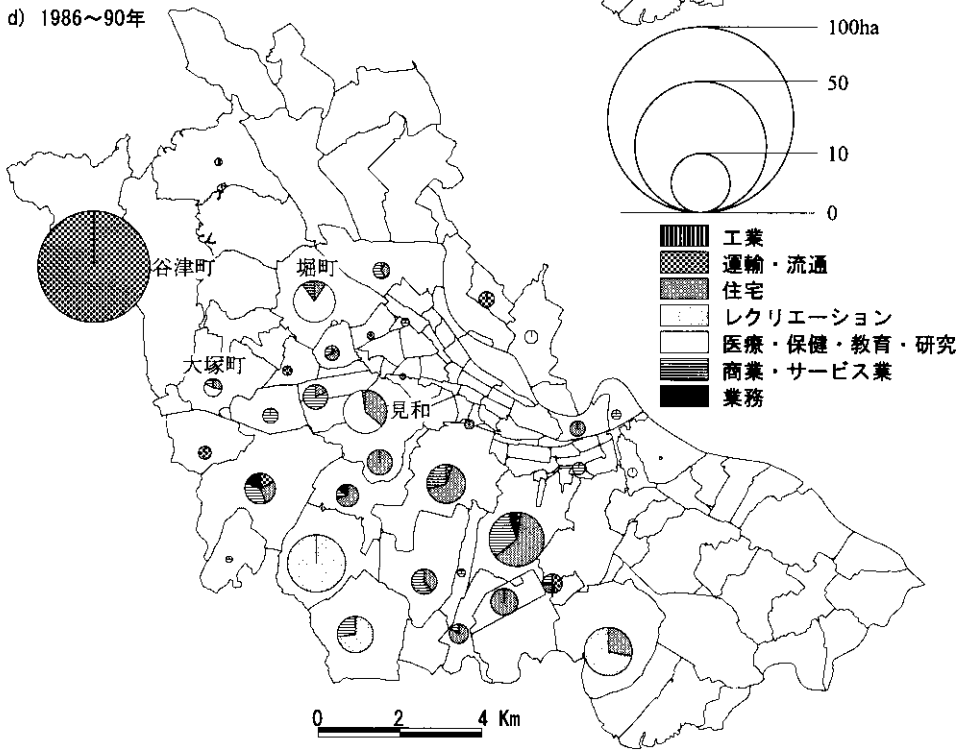 d) 1986～90年
100ha
50
10
0
工業
運輸・流通
住宅
レクリエーション
医療・保健・教育・研究
商業・サービス業
業務
谷津町
堀町
大塚町
見和
0 2 4 Km